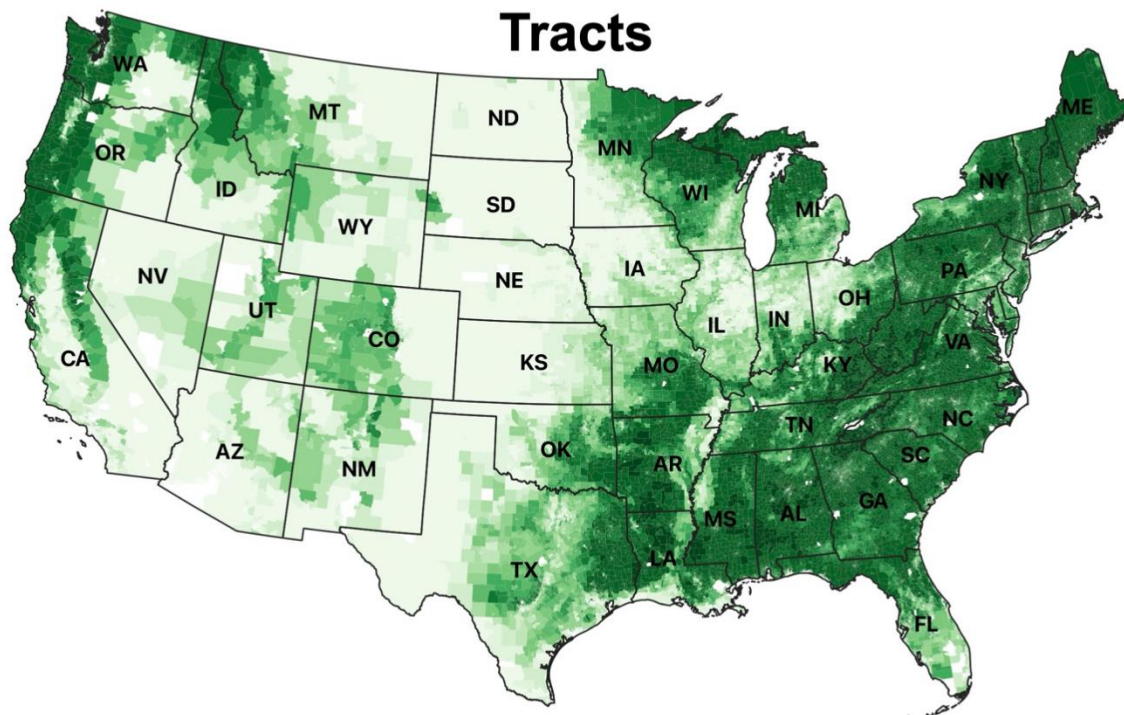 Tracts
WA
MT
ND
MN
ME
OR
ID
SD
WI
MI
NY
WY
NE
IA
PA
NV
UT
CO
IL
IN
OH
CA
KS
MO
KY
VA
AZ
NM
OK
AR
TN
NC
SC
TX
LA
MS
AL
GA
FL